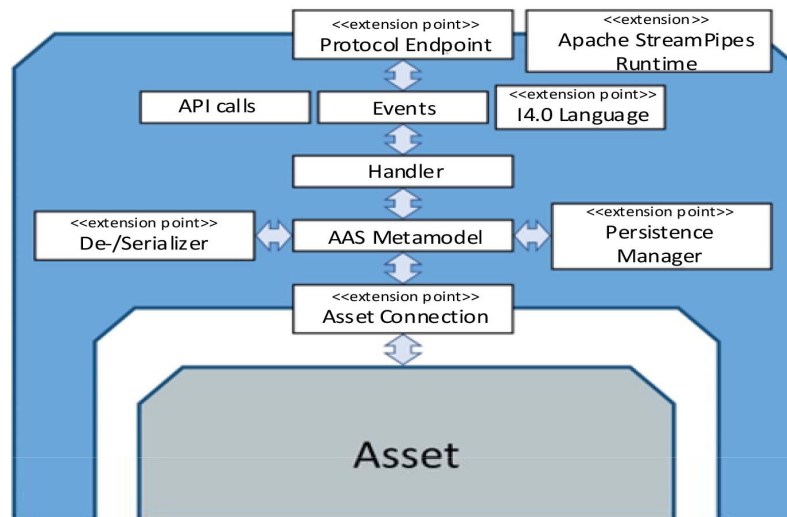 <<extension point>>
Protocol Endpoint
<<extension>>
Apache StreamPipes
Runtime
API calls
Events
<<extension point>>
I4.0 Language
Handler
<<extension point>>
De-/Serializer
AAS Metamodel
<<extension point>>
Persistence
Manager
<<extension point>>
Asset Connection
Asset